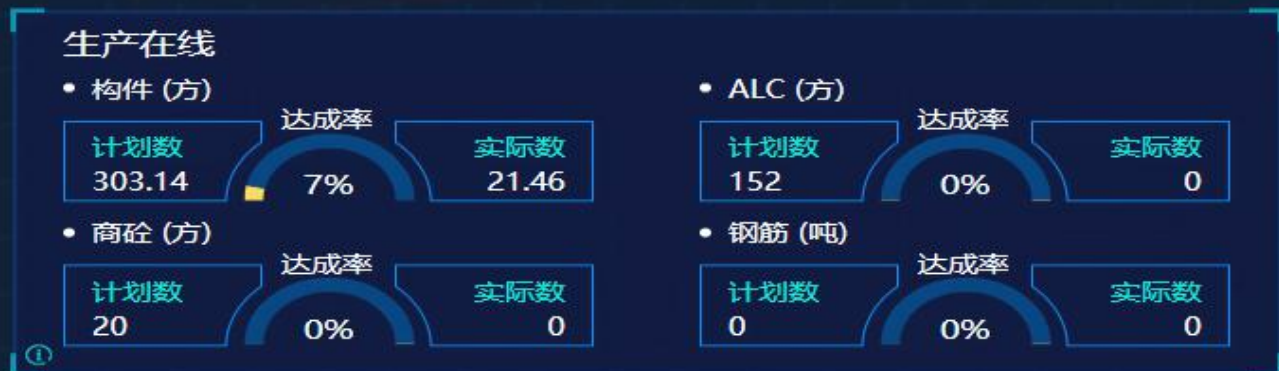 生产在线
• 构件 (方)
达成率
计划数
303.14
7%
实际数
21.46
• ALC (方)
达成率
计划数
152
0%
实际数
0
• 商砼 (方)
达成率
计划数
20
0%
实际数
0
• 钢筋 (吨)
达成率
计划数
0
0%
实际数
0